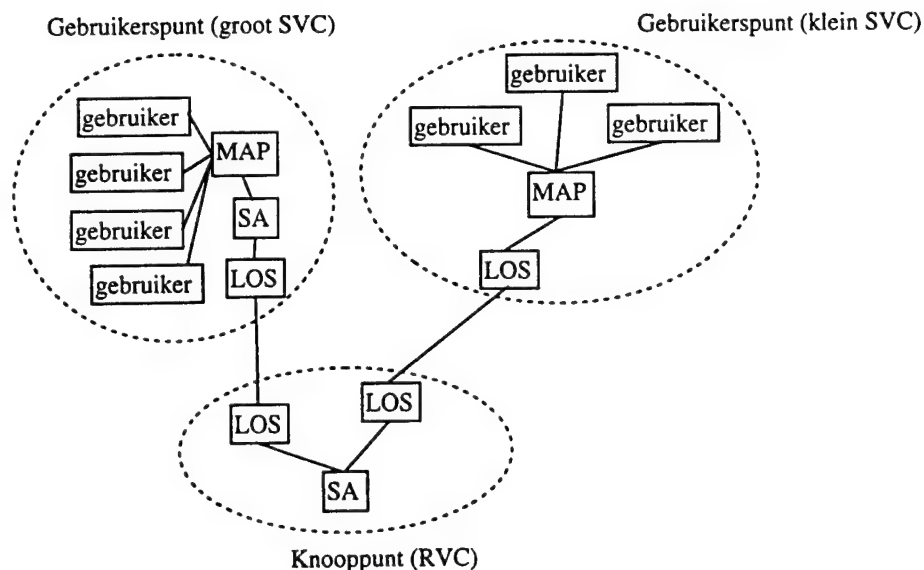 Gebruikerspunt (groot SVC)
gebruiker
gebruiker
gebruiker
gebruiker
MAP
SA
LOS
Gebruikerspunt (klein SVC)
gebruiker
gebruiker
gebruiker
MAP
LOS
LOS
LOS
SA
Knooppunt (RVC)